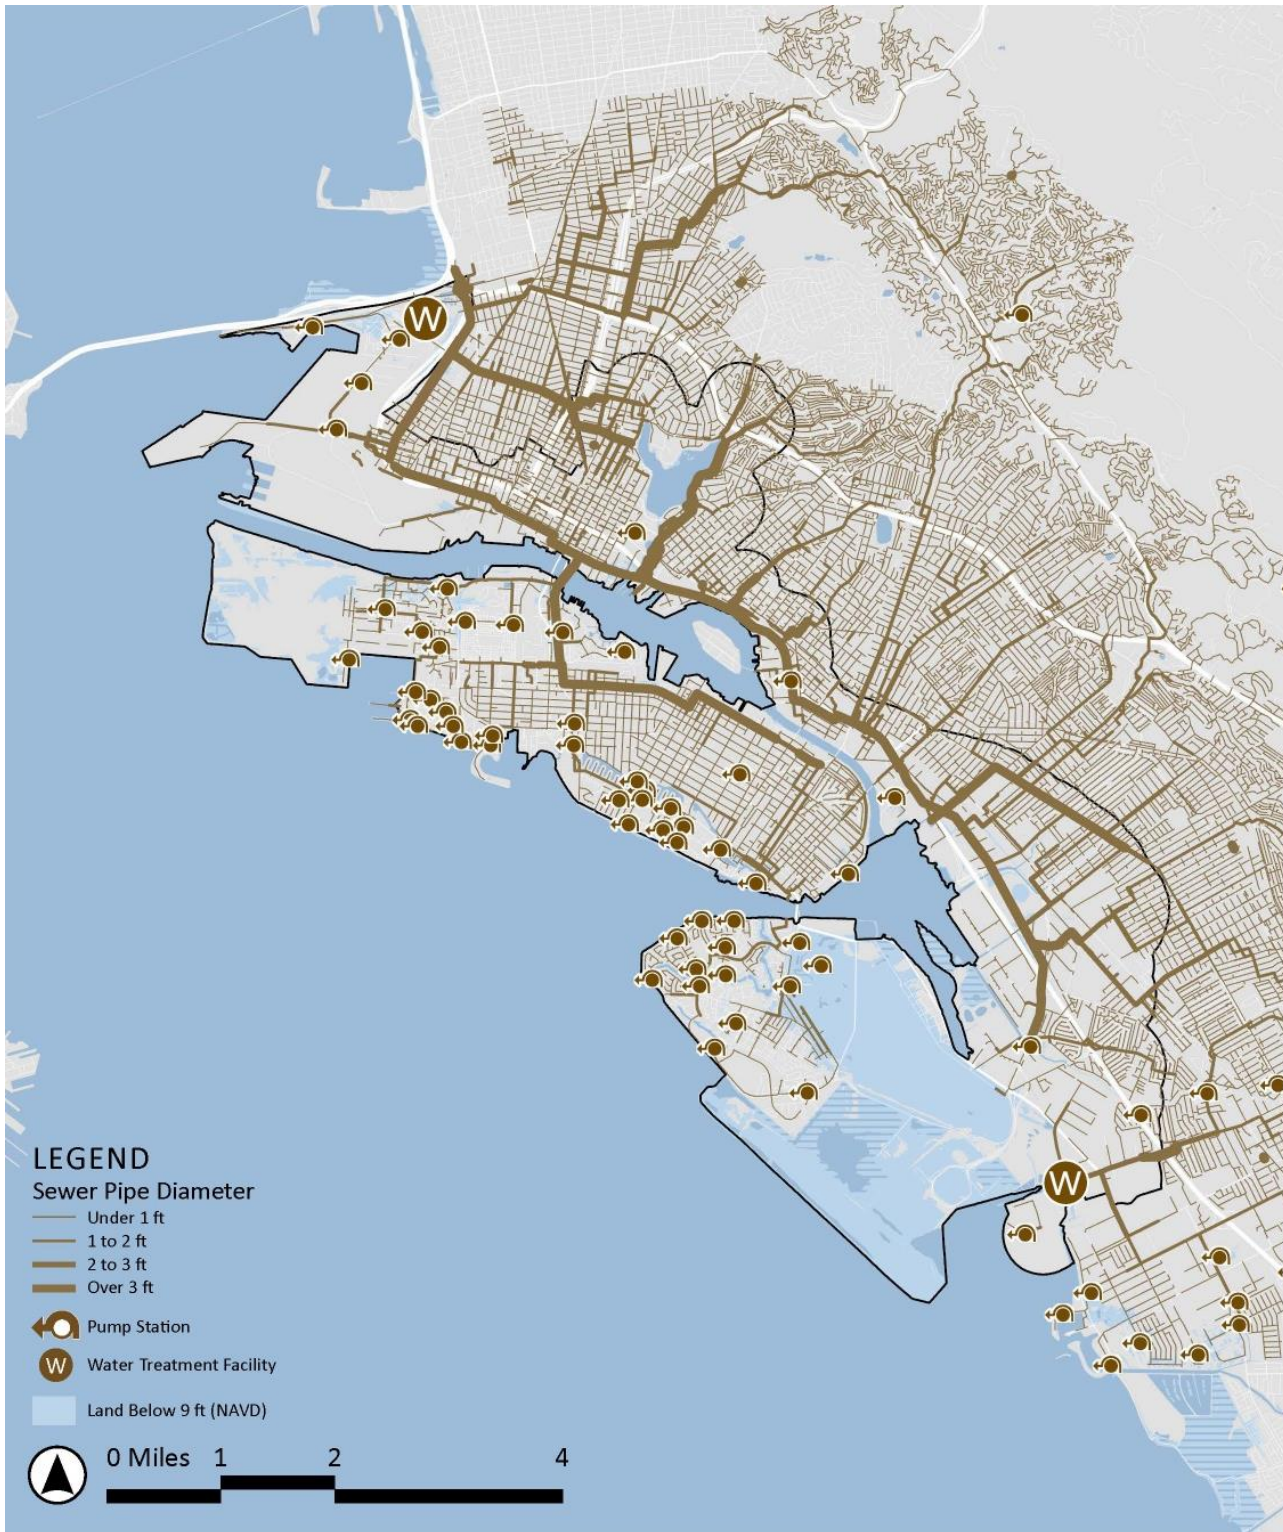 W
W
LEGEND
Sewer Pipe Diameter
Under 1 ft
1 to 2 ft
2 to 3 ft
Over 3 ft
Pump Station
W Water Treatment Facility
Land Below 9 ft (NAVD)
0 Miles 1 2 4